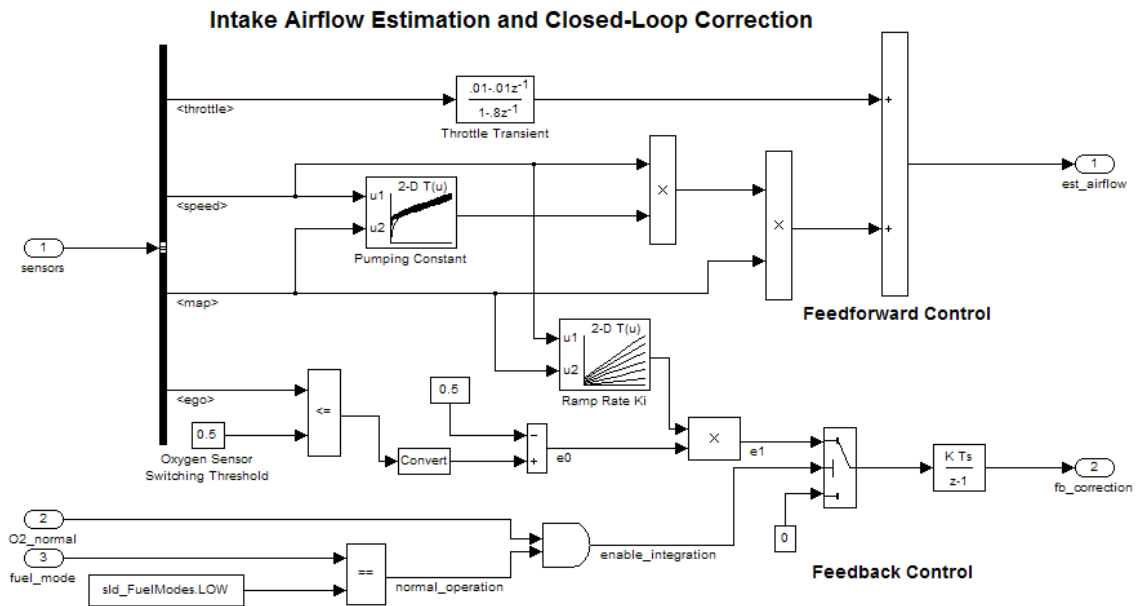 Intake Airflow Estimation and Closed-Loop Correction
<throttle>
.01-.01z-1
1-.8z-1
Throttle Transient
+
×
×
1
est_airflow
<speed>
u1
u2
2-D T(u)
Pumping Constant
+
1
sensors
<map>
Feedforward Control
u1
u2
2-D T(u)
Ramp Rate Ki
<ego>
0.5
Oxygen Sensor
Switching Threshold
<=
Convert
0.5
−
+
e0
×
e1
0
K Ts
z-1
2
fb_correction
2
O2_normal
3
fuel_mode
sld_FuelModes.LOW
==
normal_operation
enable_integration
Feedback Control